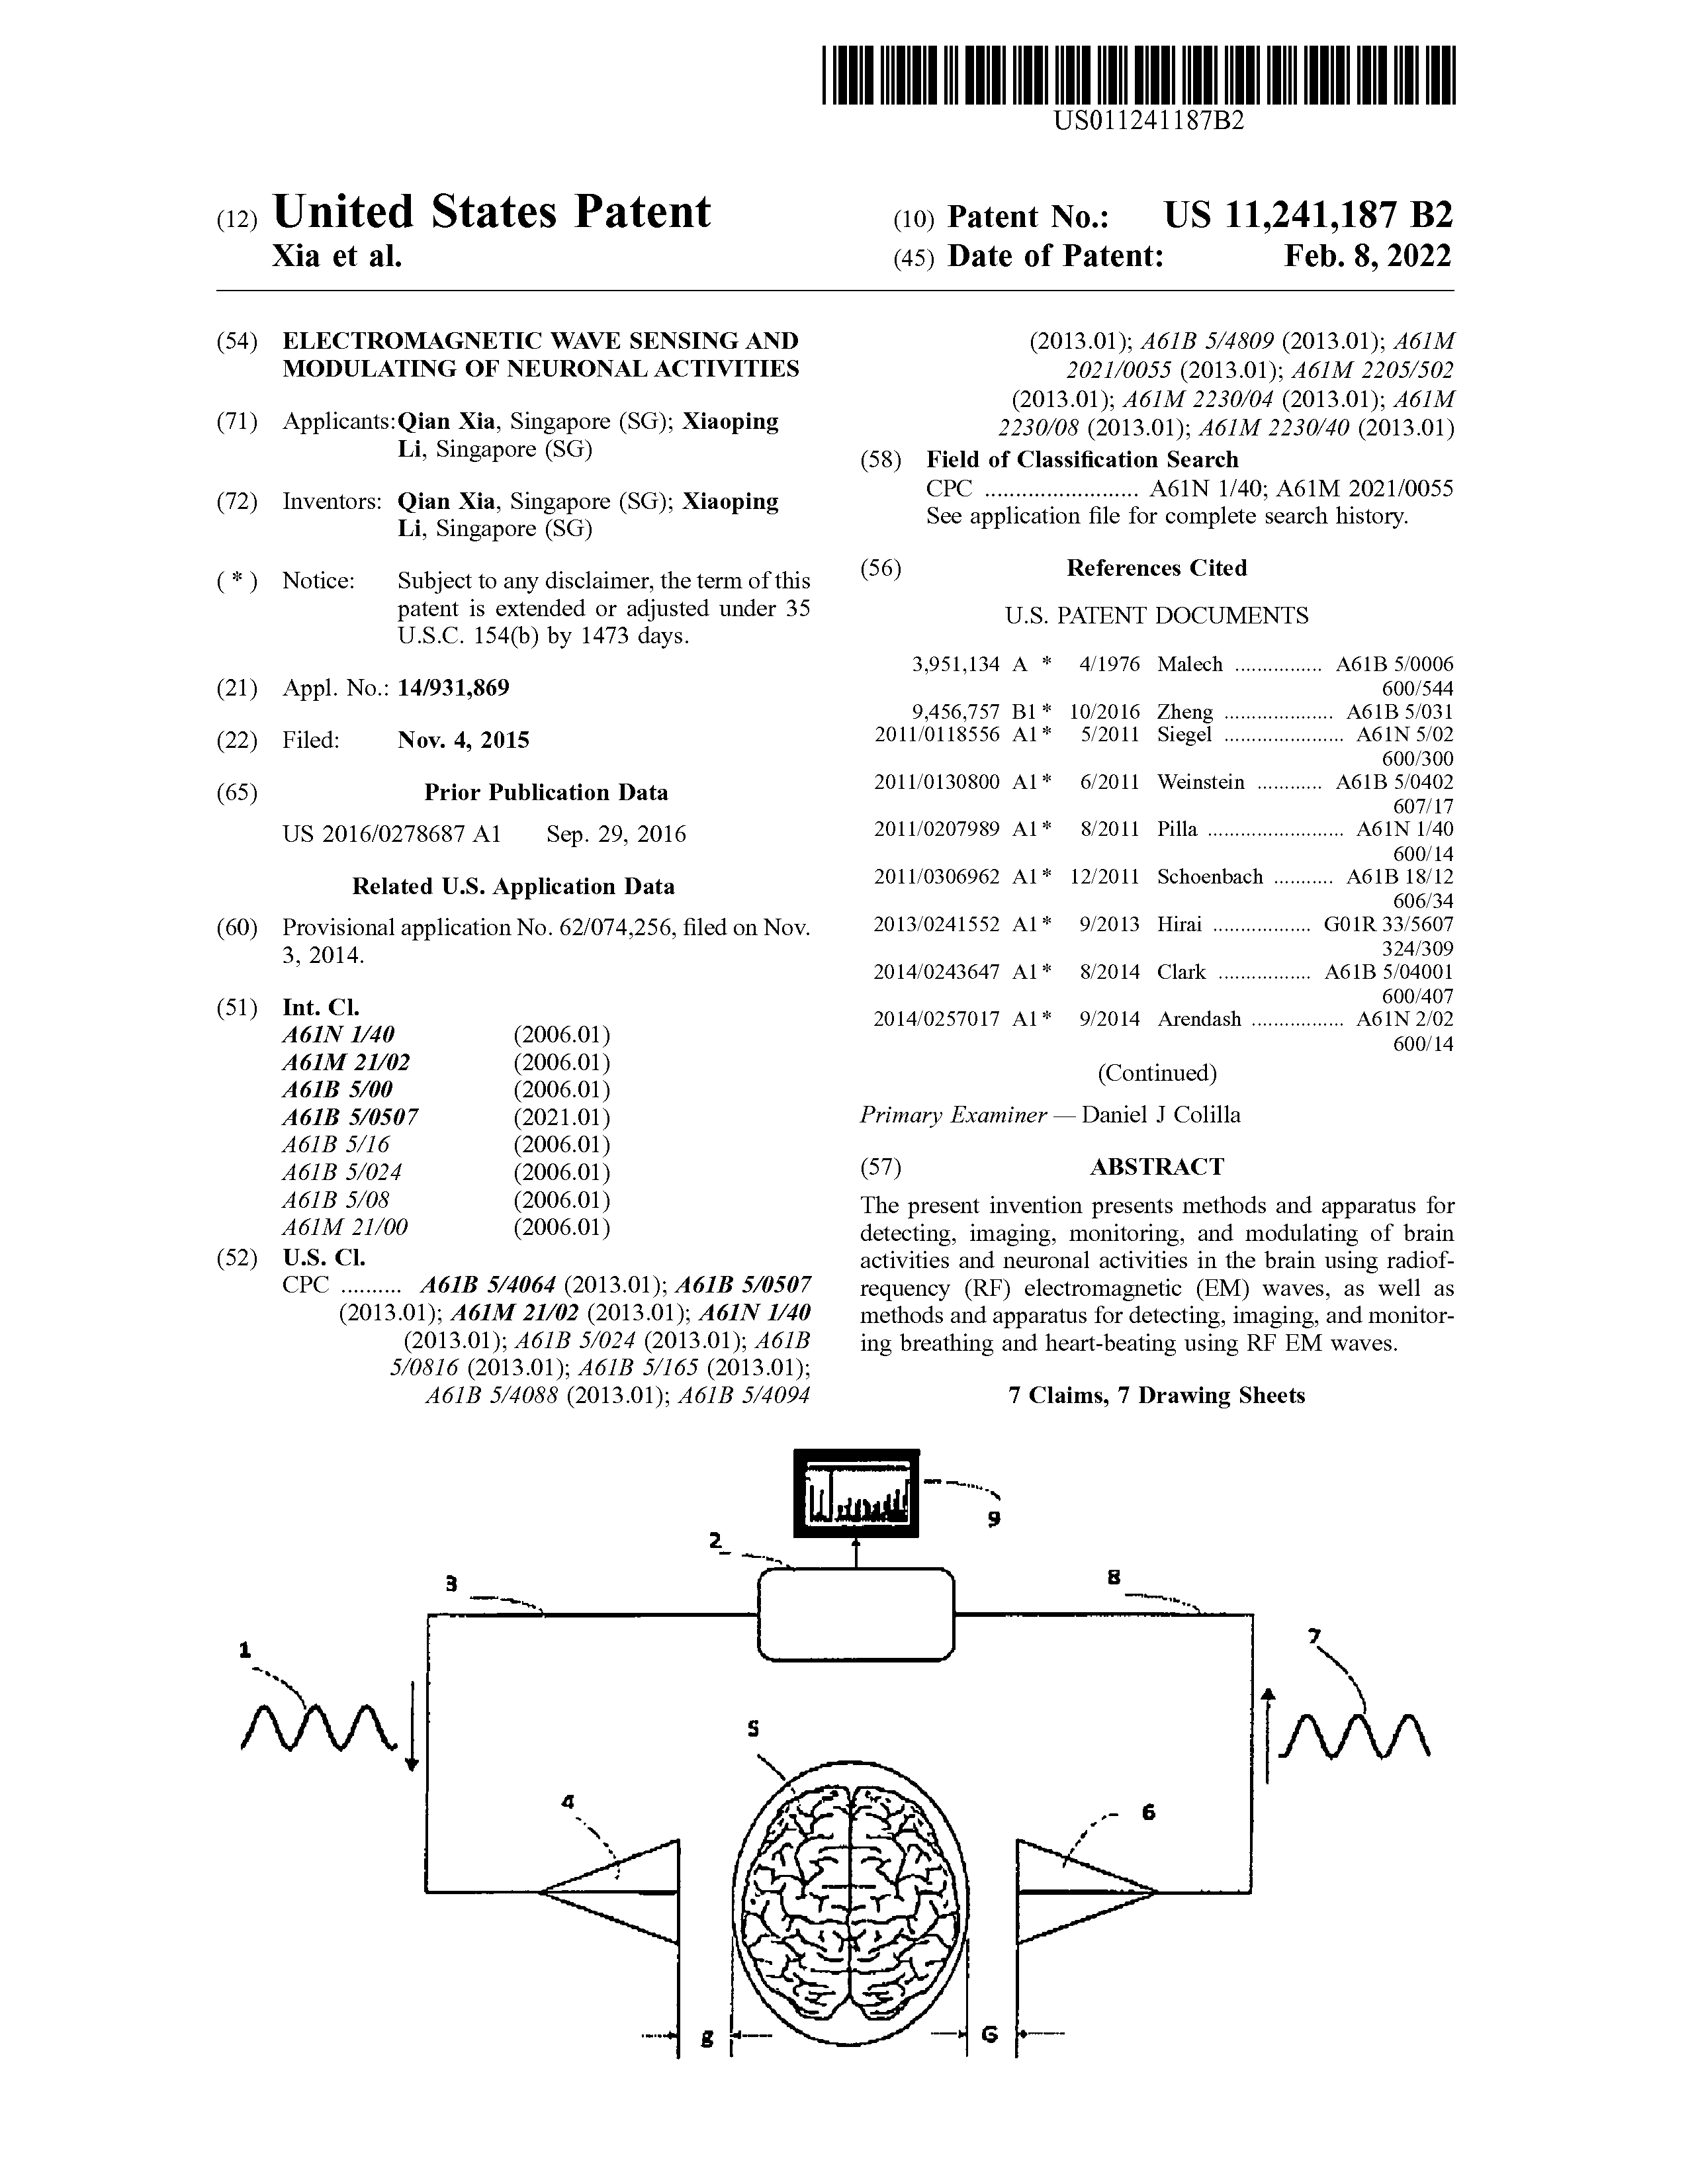 US011241187B2
(12) United States Patent
Xia et al.
(10) Patent No.: US 11,241,187 B2
(45) Date of Patent: Feb. 8, 2022
(54) ELECTROMAGNETIC WAVE SENSING AND
MODULATING OF NEURONAL ACTIVITIES
(71) Applicants: Qian Xia, Singapore (SG); Xiaoping
Li, Singapore (SG)
(72) Inventors: Qian Xia, Singapore (SG); Xiaoping
Li, Singapore (SG)
( * ) Notice: Subject to any disclaimer, the term of this
patent is extended or adjusted under 35
U.S.C. 154(b) by 1473 days.
(21) Appl. No.: 14/931,869
(22) Filed: Nov. 4, 2015
(65) Prior Publication Data
US 2016/0278687 A1 Sep. 29, 2016
Related U.S. Application Data
(60) Provisional application No. 62/074,256, filed on Nov.
3, 2014.
(51) Int. Cl.
A61N 1/40 (2006.01)
A61M 21/02 (2006.01)
A61B 5/00 (2006.01)
A61B 5/0507 (2021.01)
A61B 5/16 (2006.01)
A61B 5/024 (2006.01)
A61B 5/08 (2006.01)
A61M 21/00 (2006.01)
(52) U.S. Cl.
CPC .......... A61B 5/4064 (2013.01); A61B 5/0507
(2013.01); A61M 21/02 (2013.01); A61N 1/40
(2013.01); A61B 5/024 (2013.01); A61B
5/0816 (2013.01); A61B 5/165 (2013.01);
A61B 5/4088 (2013.01); A61B 5/4094
(2013.01); A61B 5/4809 (2013.01); A61M
2021/0055 (2013.01); A61M 2205/502
(2013.01); A61M 2230/04 (2013.01); A61M
2230/08 (2013.01); A61M 2230/40 (2013.01)
(58) Field of Classification Search
CPC ......................... A61N 1/40; A61M 2021/0055
See application file for complete search history.
(56) References Cited
U.S. PATENT DOCUMENTS
3,951,134 A * 4/1976 Malech ................ A61B 5/0006
600/544
9,456,757 B1 * 10/2016 Zheng .................... A61B 5/031
2011/0118556 A1 * 5/2011 Siegel ...................... A61N 5/02
600/300
2011/0130800 A1 * 6/2011 Weinstein ............ A61B 5/0402
607/17
2011/0207989 A1 * 8/2011 Pilla ......................... A61N 1/40
600/14
2011/0306962 A1 * 12/2011 Schoenbach ........... A61B 18/12
606/34
2013/0241552 A1 * 9/2013 Hirai .................. G01R 33/5607
324/309
2014/0243647 A1 * 8/2014 Clark ................. A61B 5/04001
600/407
2014/0257017 A1 * 9/2014 Arendash ................. A61N 2/02
600/14
(Continued)
Primary Examiner — Daniel J Colilla
(57) ABSTRACT
The present invention presents methods and apparatus for
detecting, imaging, monitoring, and modulating of brain
activities and neuronal activities in the brain using radiof-
requency (RF) electromagnetic (EM) waves, as well as
methods and apparatus for detecting, imaging, and monitor-
ing breathing and heart-beating using RF EM waves.
7 Claims, 7 Drawing Sheets
9
2
3
8
1
7
5
4
6
g
G